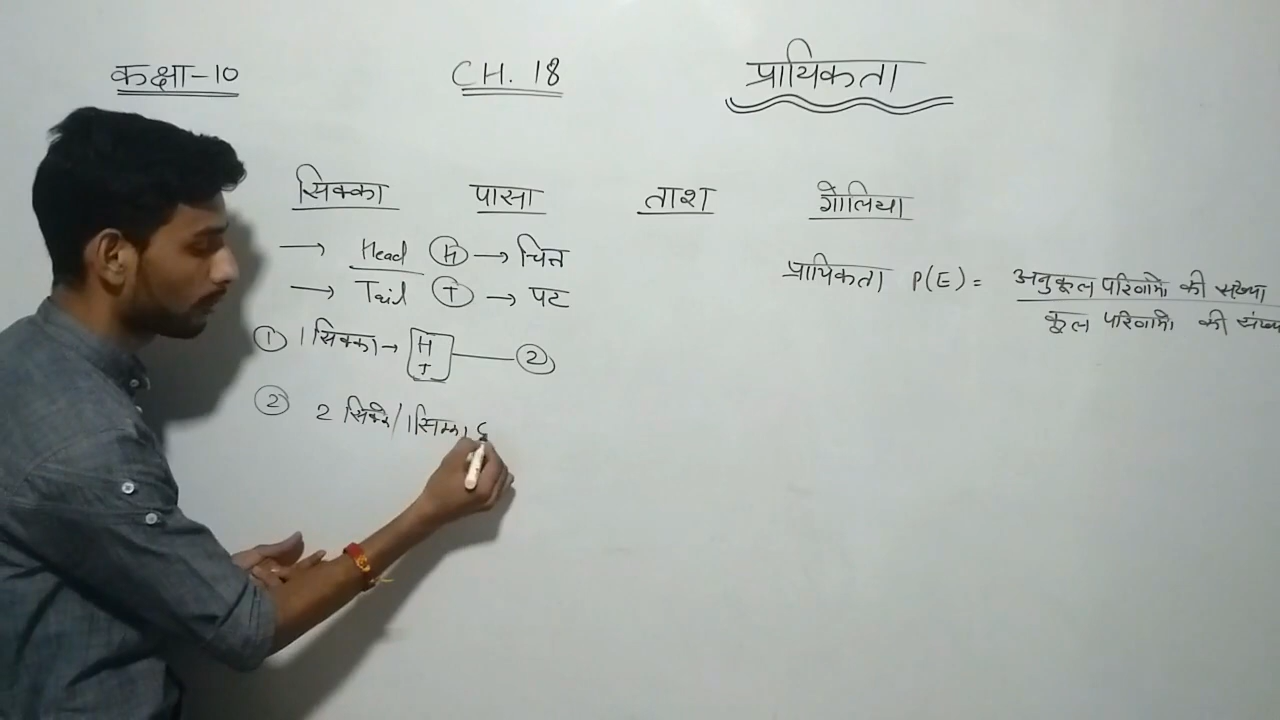 कक्षा-10 CH. 18 प्रायिकता
सिक्का पासा ताश गोलिया
→ Head (H) → चित्त
→ Tail (T) → पट
प्रायिकता P(E) = अनुकूल परिणामो की संख्या
कूल परिणामो की संख्या
① 1 सिक्का → H T — ②
② 2 सिक्के / 1 सिक्का